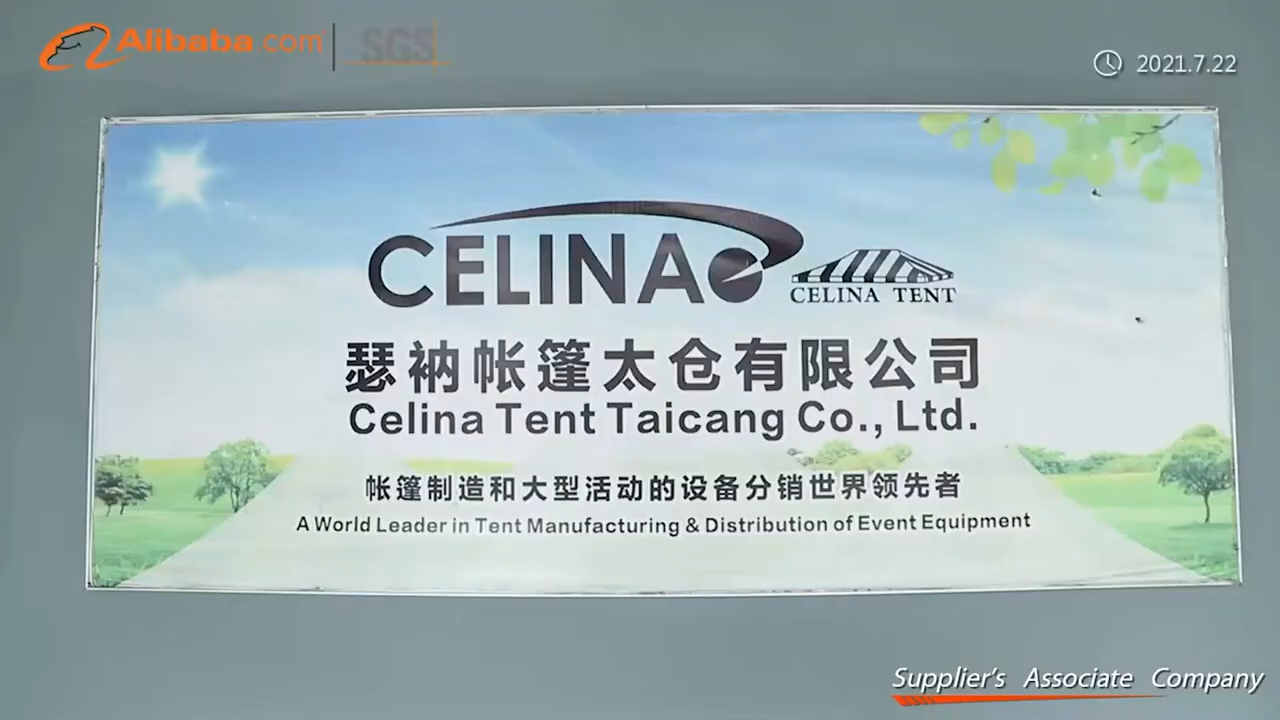 Alibaba.com
SGS
2021.7.22
CELINA
CELINA TENT
瑟衲帐篷太仓有限公司
Celina Tent Taicang Co., Ltd.
帐篷制造和大型活动的设备分销世界领先者
A World Leader in Tent Manufacturing & Distribution of Event Equipment
Supplier's Associate Company